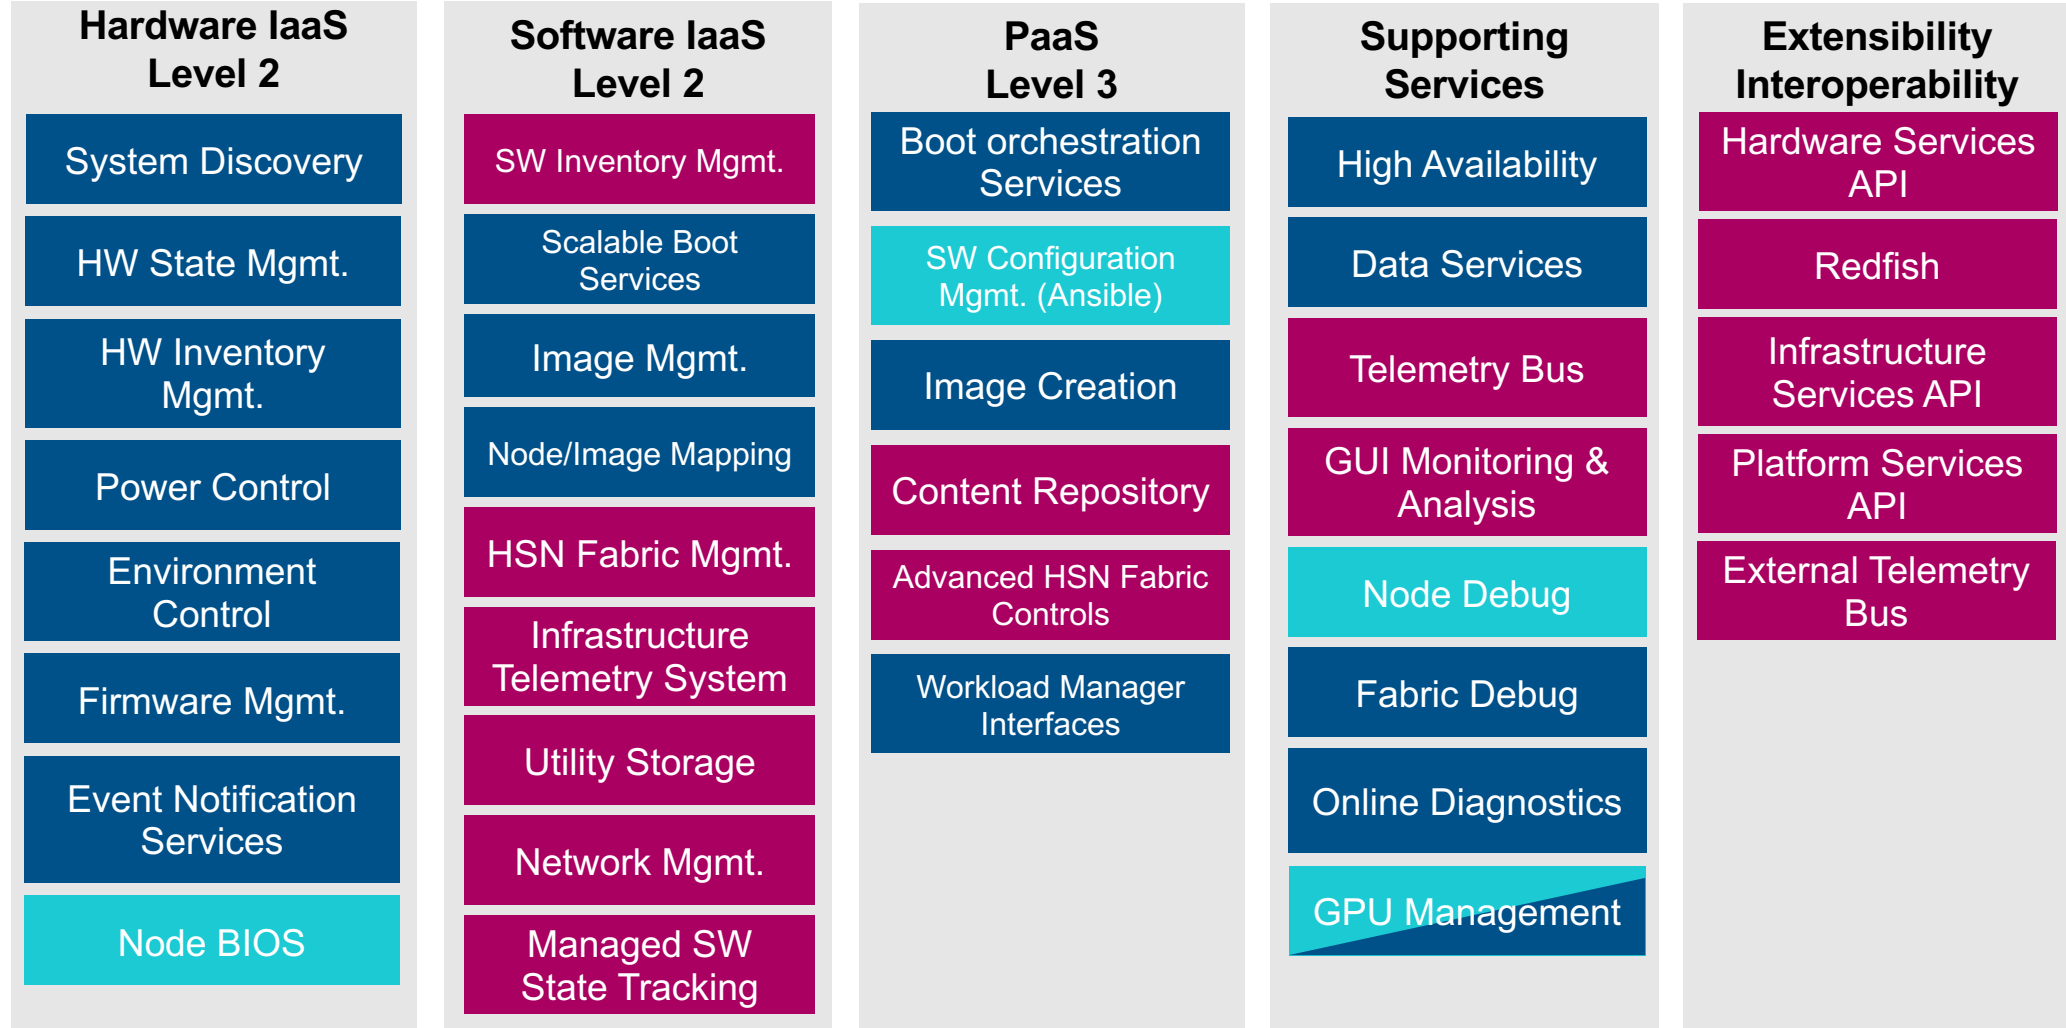 Hardware IaaS
Level 2
System Discovery
HW State Mgmt.
HW Inventory
Mgmt.
Power Control
Environment
Control
Firmware Mgmt.
Event Notification
Services
Node BIOS
Software IaaS
Level 2
SW Inventory Mgmt.
Scalable Boot
Services
Image Mgmt.
Node/Image Mapping
HSN Fabric Mgmt.
Infrastructure
Telemetry System
Utility Storage
Network Mgmt.
Managed SW
State Tracking
PaaS
Level 3
Boot orchestration
Services
SW Configuration
Mgmt. (Ansible)
Image Creation
Content Repository
Advanced HSN Fabric
Controls
Workload Manager
Interfaces
Supporting
Services
High Availability
Data Services
Telemetry Bus
GUI Monitoring &
Analysis
Node Debug
Fabric Debug
Online Diagnostics
GPU Management
Extensibility
Interoperability
Hardware Services
API
Redfish
Infrastructure
Services API
Platform Services
API
External Telemetry
Bus